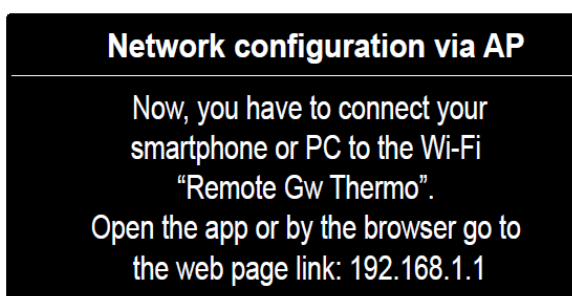 Network configuration via AP
Now, you have to connect your
smartphone or PC to the Wi-Fi
“Remote Gw Thermo”.
Open the app or by the browser go to
the web page link: 192.168.1.1